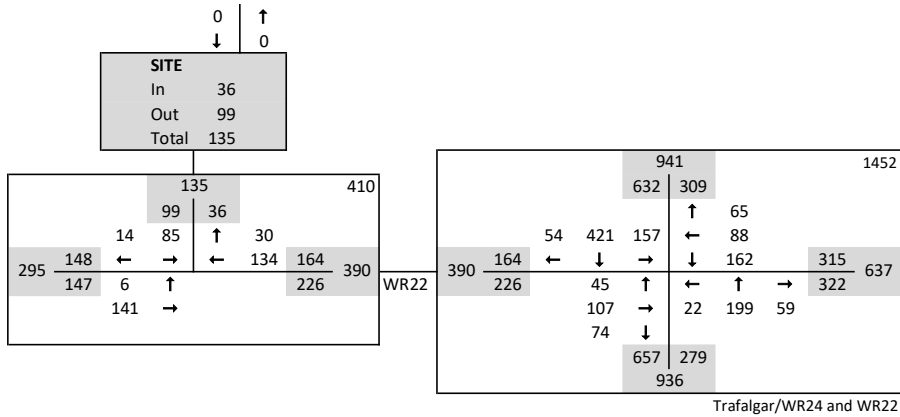 0 ↑
↓ 0
SITE
In 36
Out 99
Total 135
135 410
99 36
14 85 ↑ 30
295 148 ← → ← 134 164 390
147 6 ↑ 226
141 →
WR22
941 1452
632 309
↑ 65
54 421 157 ← 88
390 164 ← ↓ → ↓ 162 315 637
226 45 ↑ ← ↑ → 322
107 → 22 199 59
74 ↓
657 279
936
Trafalgar/WR24 and WR22